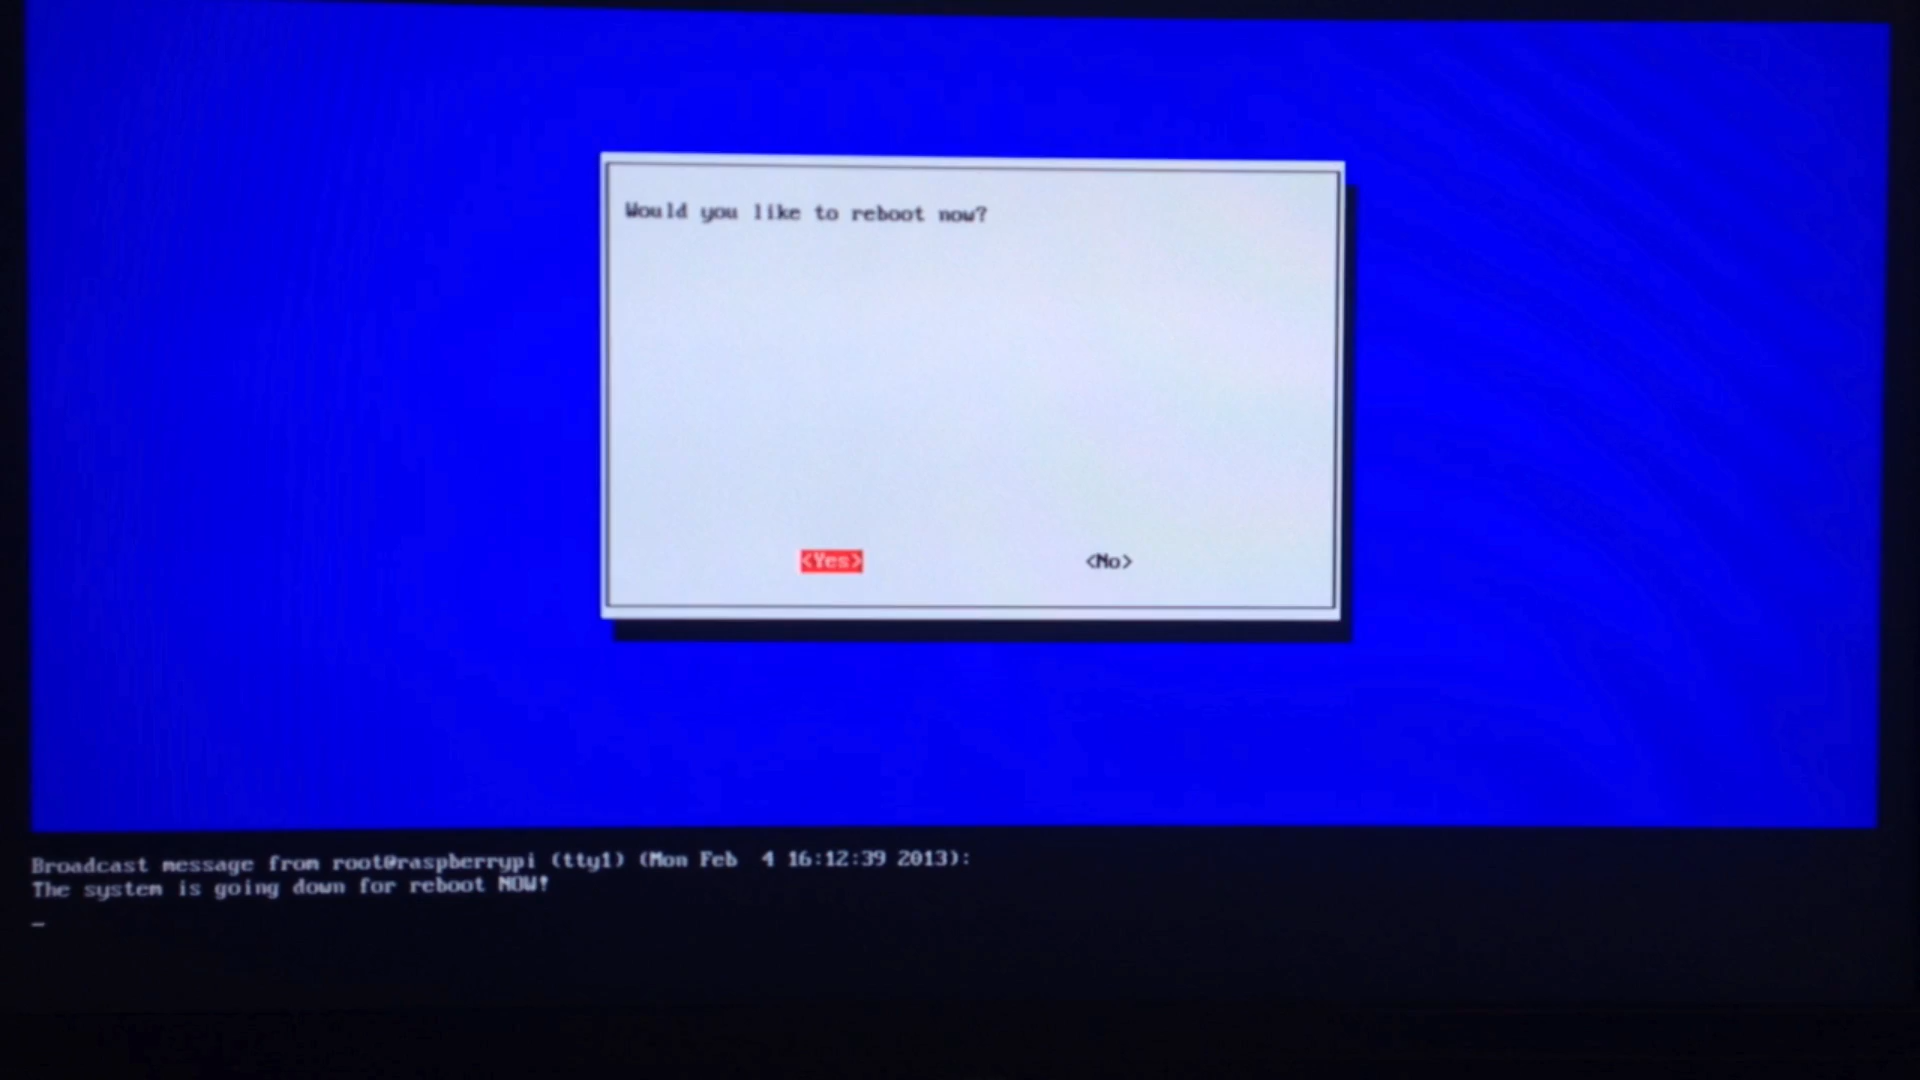 Would you like to reboot now?
<Yes> <No>
Broadcast message from root@raspberrypi (tty1) (Mon Feb  4 16:12:39 2013):
The system is going down for reboot NOW!
_